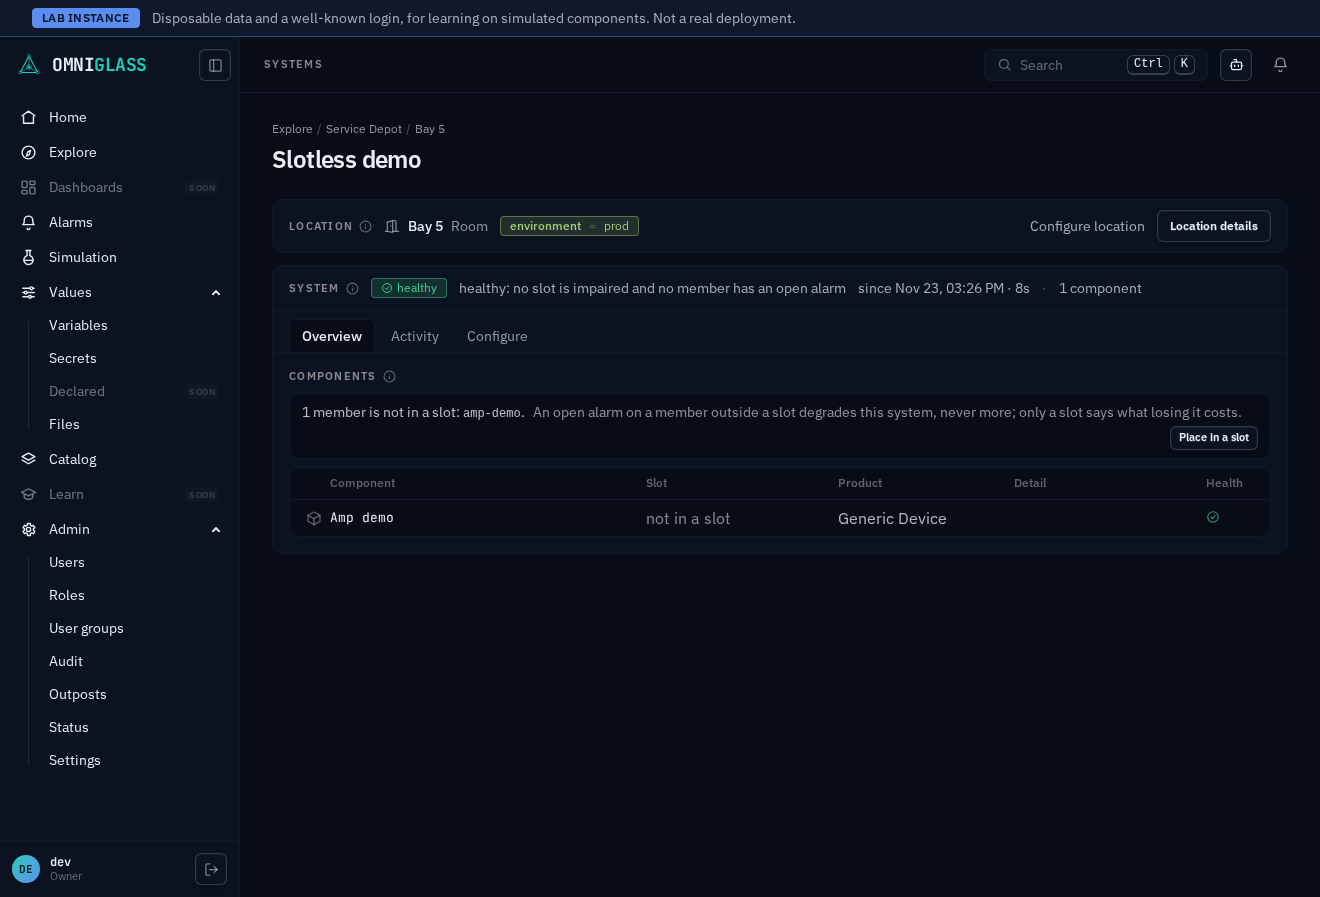 LAB INSTANCE Disposable data and a well-known login, for learning on simulated components. Not a real deployment.
OMNIGLASS
SYSTEMS
Search Ctrl K
Home
Explore
Dashboards SOON
Alarms
Simulation
Values
Variables
Secrets
Declared SOON
Files
Catalog
Learn SOON
Admin
Users
Roles
User groups
Audit
Outposts
Status
Settings
DE dev
Owner
Explore / Service Depot / Bay 5
Slotless demo
LOCATION Bay 5 Room environment = prod Configure location Location details
SYSTEM healthy healthy: no slot is impaired and no member has an open alarm since Nov 23, 03:26 PM · 8s · 1 component
Overview Activity Configure
COMPONENTS
1 member is not in a slot: amp-demo. An open alarm on a member outside a slot degrades this system, never more; only a slot says what losing it costs.
Place in a slot
Component Slot Product Detail Health
Amp demo not in a slot Generic Device